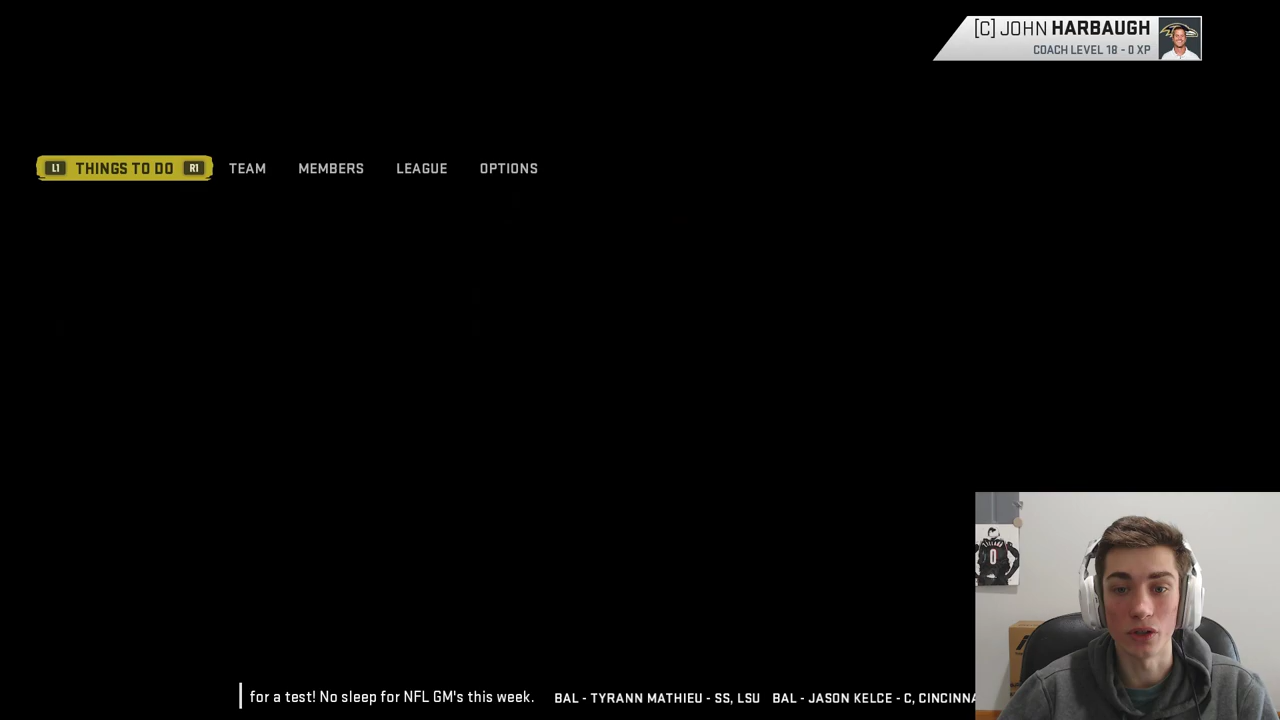 [C] JOHN HARBAUGH
COACH LEVEL 18 - 0 XP
L1 THINGS TO DO R1 TEAM MEMBERS LEAGUE OPTIONS
0
for a test! No sleep for NFL GM's this week. BAL - TYRANN MATHIEU - SS, LSU BAL - JASON KELCE - C, CINCINNA